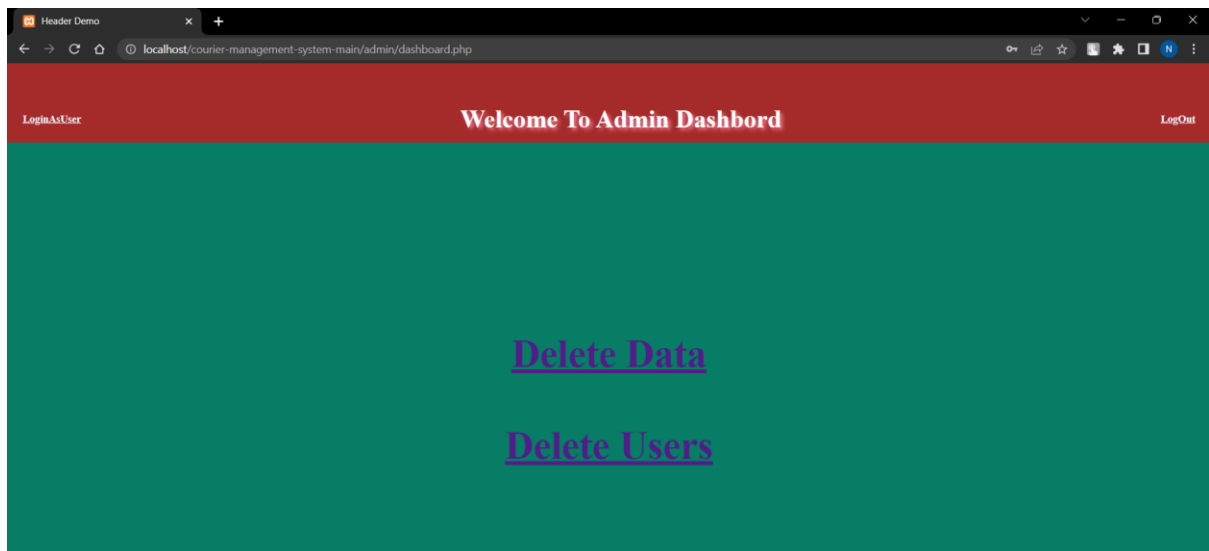 Header Demo
localhost/courier-management-system-main/admin/dashboard.php
N
LoginAsUser
Welcome To Admin Dashbord
LogOut
Delete Data
Delete Users